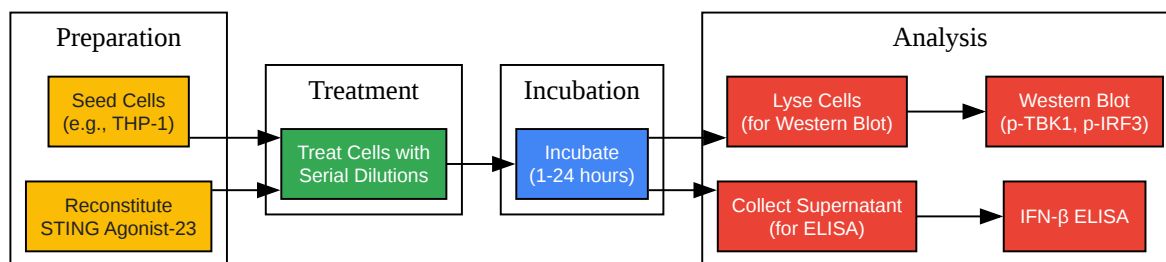 Preparation
Seed Cells
(e.g., THP-1)
Reconstitute
STING Agonist-23
Treatment
Treat Cells with
Serial Dilutions
Incubation
Incubate
(1-24 hours)
Analysis
Lyse Cells
(for Western Blot)
Western Blot
(p-TBK1, p-IRF3)
Collect Supernatant
(for ELISA)
IFN-β ELISA